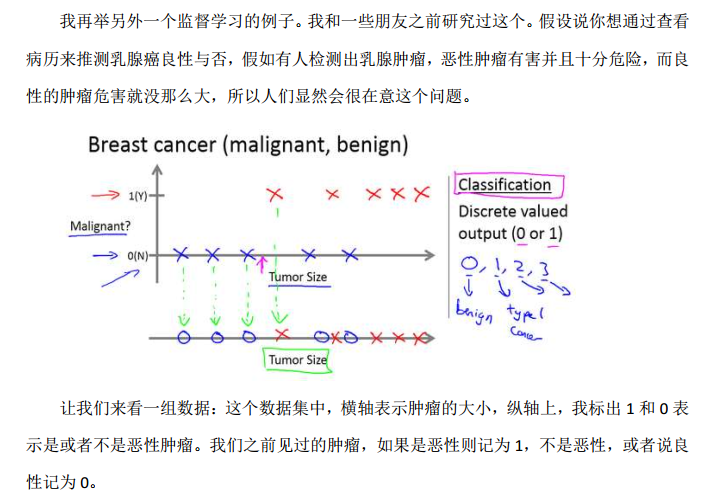 我再举另外一个监督学习的例子。我和一些朋友之前研究过这个。假设说你想通过查看
病历来推测乳腺癌良性与否，假如有人检测出乳腺肿瘤，恶性肿瘤有害并且十分危险，而良
性的肿瘤危害就没那么大，所以人们显然会很在意这个问题。
Breast cancer (malignant, benign)
1(Y)
Malignant?
0(N)
Tumor Size
Tumor Size
Classification
Discrete valued
output (0 or 1)
0, 1, 2, 3
benign
type 1
cancer
让我们来看一组数据：这个数据集中，横轴表示肿瘤的大小，纵轴上，我标出 1 和 0 表
示是或者不是恶性肿瘤。我们之前见过的肿瘤，如果是恶性则记为 1，不是恶性，或者说良
性记为 0。